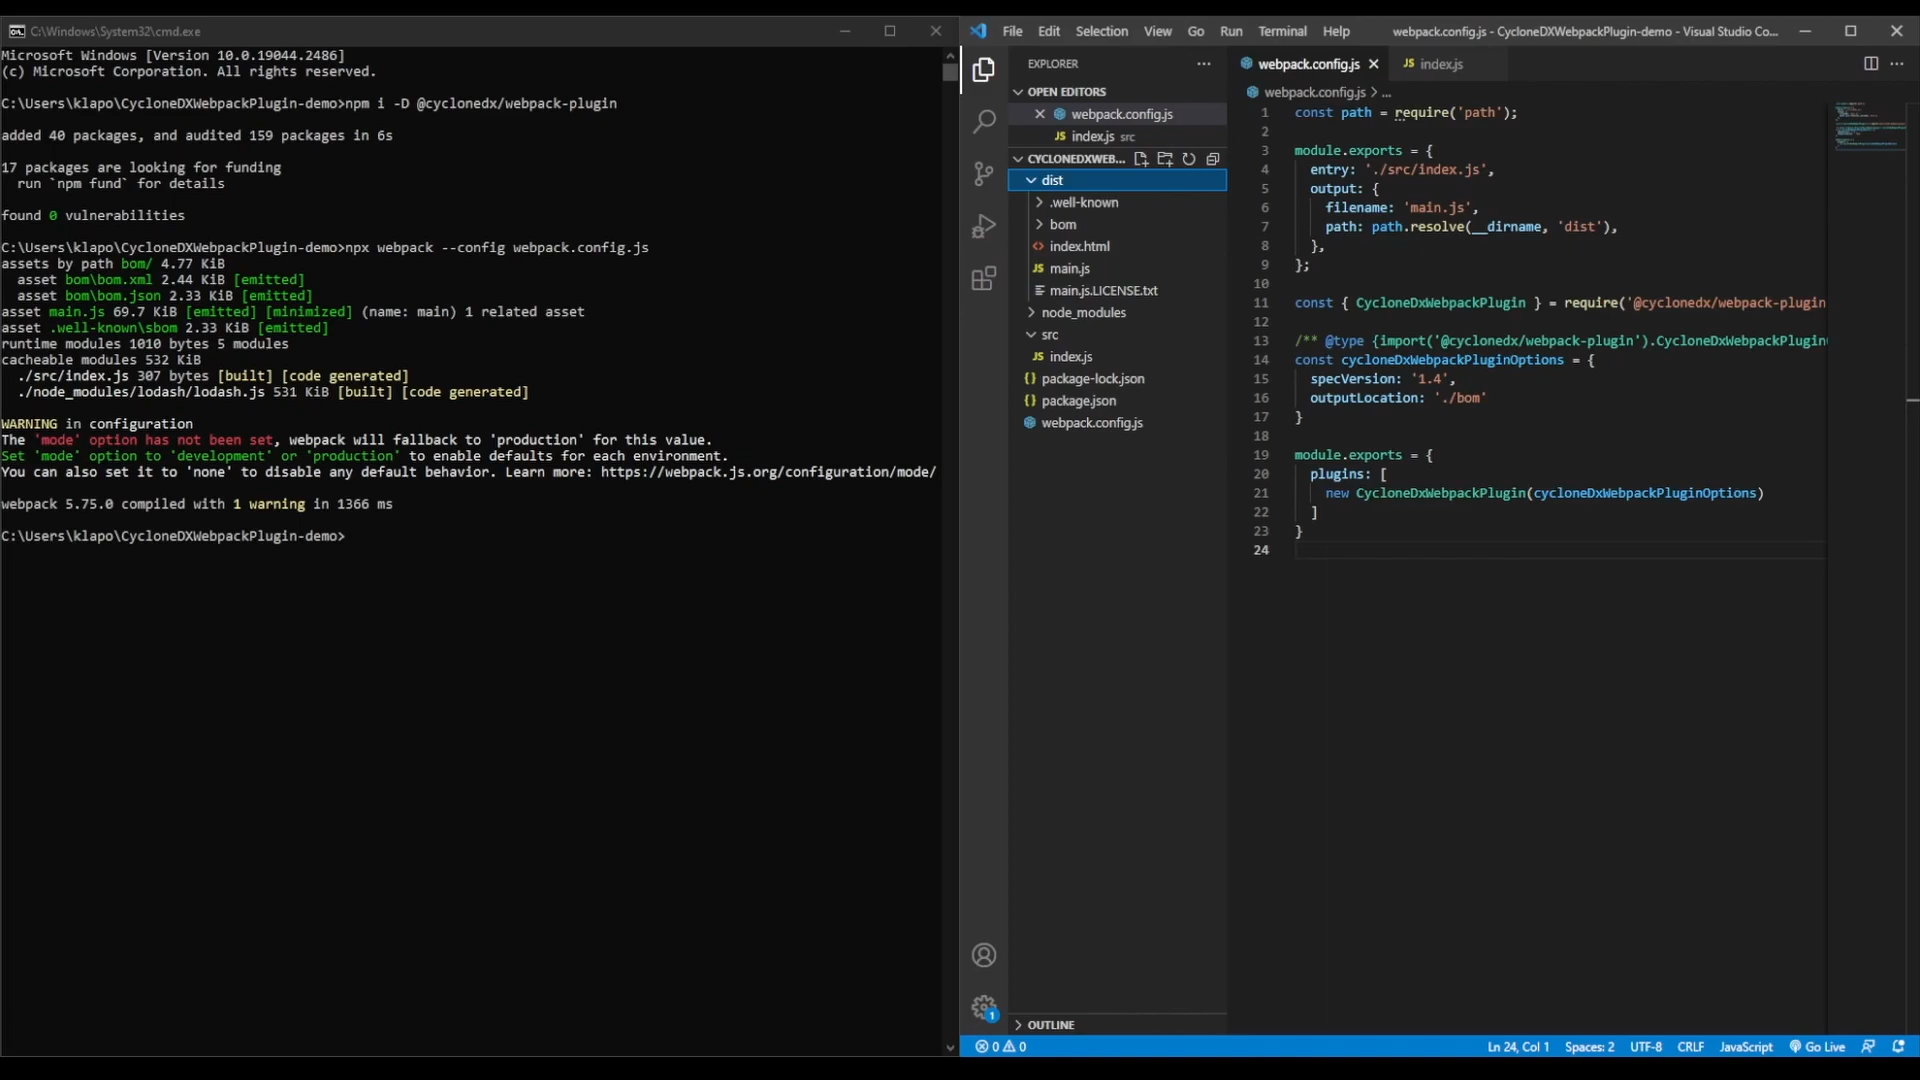 C:\Windows\System32\cmd.exe
Microsoft Windows [Version 10.0.19044.2486]
(c) Microsoft Corporation. All rights reserved.
C:\Users\klapo\CycloneDXWebpackPlugin-demo>npm i -D @cyclonedx/webpack-plugin
added 40 packages, and audited 159 packages in 6s
17 packages are looking for funding
run `npm fund` for details
found 0 vulnerabilities
C:\Users\klapo\CycloneDXWebpackPlugin-demo>npx webpack --config webpack.config.js
assets by path bom/ 4.77 KiB
asset bom\bom.xml 2.44 KiB [emitted]
asset bom\bom.json 2.33 KiB [emitted]
asset main.js 69.7 KiB [emitted] [minimized] (name: main) 1 related asset
asset .well-known\sbom 2.33 KiB [emitted]
runtime modules 1010 bytes 5 modules
cacheable modules 532 KiB
./src/index.js 307 bytes [built] [code generated]
./node_modules/lodash/lodash.js 531 KiB [built] [code generated]
WARNING in configuration
The 'mode' option has not been set, webpack will fallback to 'production' for this value.
Set 'mode' option to 'development' or 'production' to enable defaults for each environment.
You can also set it to 'none' to disable any default behavior. Learn more: https://webpack.js.org/configuration/mode/
webpack 5.75.0 compiled with 1 warning in 1366 ms
C:\Users\klapo\CycloneDXWebpackPlugin-demo>
File Edit Selection View Go Run Terminal Help webpack.config.js - CycloneDXWebpackPlugin-demo - Visual Studio Co...
EXPLORER
OPEN EDITORS
webpack.config.js
JS index.js src
CYCLONEDXWEB...
dist
.well-known
bom
<> index.html
JS main.js
main.js.LICENSE.txt
node_modules
src
JS index.js
{} package-lock.json
{} package.json
webpack.config.js
OUTLINE
1
webpack.config.js JS index.js
webpack.config.js > ...
1 const path = require('path');
2
3 module.exports = {
4 entry: './src/index.js',
5 output: {
6 filename: 'main.js',
7 path: path.resolve(__dirname, 'dist'),
8 },
9 };
10
11 const { CycloneDxWebpackPlugin } = require('@cyclonedx/webpack-plugin
12
13 /** @type {import('@cyclonedx/webpack-plugin').CycloneDxWebpackPlugin
14 const cycloneDxWebpackPluginOptions = {
15 specVersion: '1.4',
16 outputLocation: './bom'
17 }
18
19 module.exports = {
20 plugins: [
21 new CycloneDxWebpackPlugin(cycloneDxWebpackPluginOptions)
22 ]
23 }
24
0 0 Ln 24, Col 1 Spaces: 2 UTF-8 CRLF JavaScript Go Live